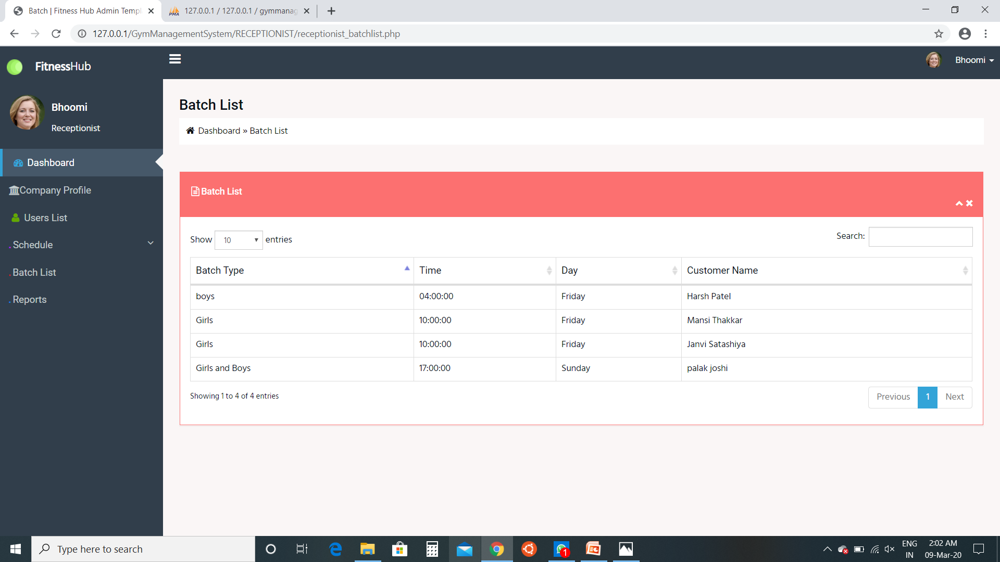 Batch | Fitness Hub Admin Templ
127.0.0.1 / 127.0.0.1 / gymmanag
127.0.0.1/GymManagementSystem/RECEPTIONIST/receptionist_batchlist.php
FitnessHub
Bhoomi
Bhoomi
Receptionist
Dashboard
Company Profile
Users List
Schedule
Batch List
Reports
Batch List
Dashboard » Batch List
Batch List
Show 10 entries
Search:
Batch Type Time Day Customer Name
boys 04:00:00 Friday Harsh Patel
Girls 10:00:00 Friday Mansi Thakkar
Girls 10:00:00 Friday Janvi Satashiya
Girls and Boys 17:00:00 Sunday palak joshi
Showing 1 to 4 of 4 entries
Previous 1 Next
Type here to search
1
ENG
IN
2:02 AM
09-Mar-20